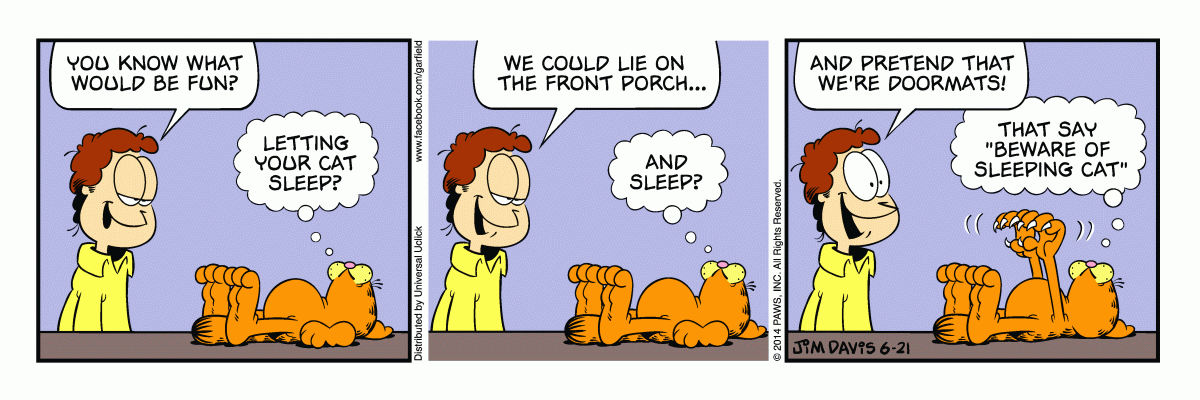 YOU KNOW WHAT
WOULD BE FUN?
LETTING
YOUR CAT
SLEEP?
www.facebook.com/garfield
Distributed by Universal Uclick
WE COULD LIE ON
THE FRONT PORCH...
AND
SLEEP?
© 2014 PAWS, INC. All Rights Reserved.
AND PRETEND THAT
WE'RE DOORMATS!
THAT SAY
"BEWARE OF
SLEEPING CAT"
JIM DAVIS 6-21